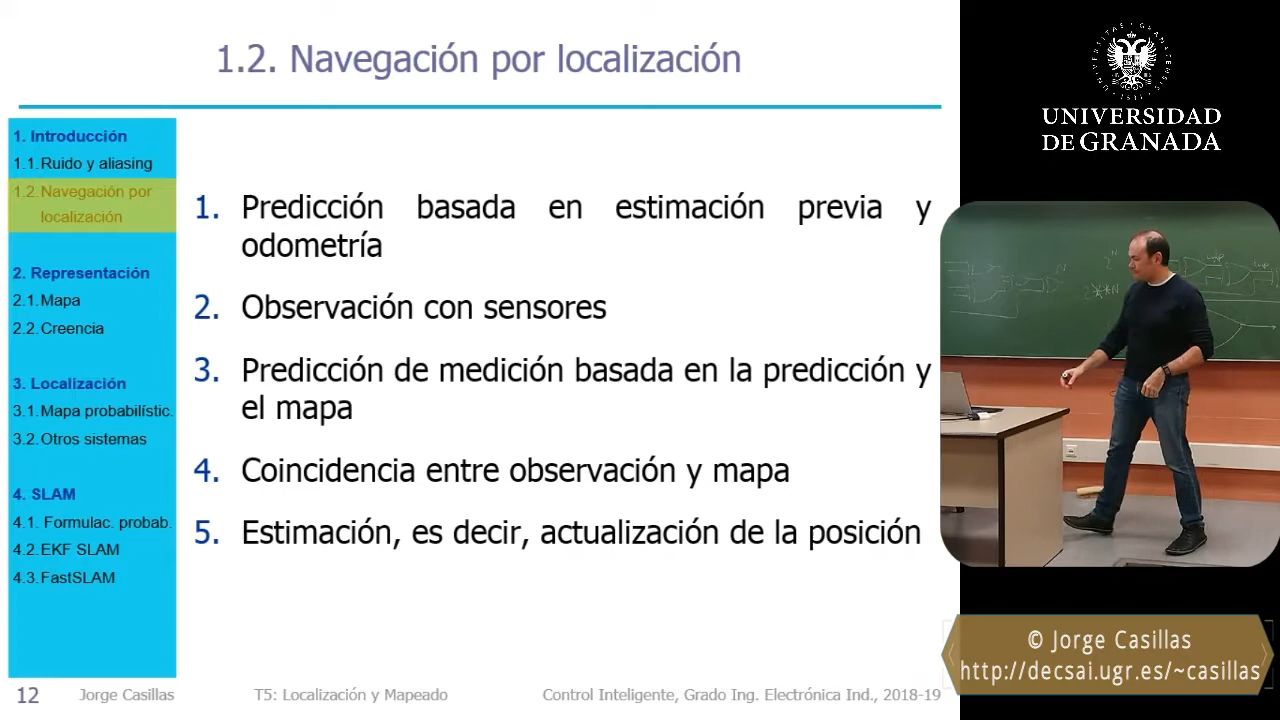 1.2. Navegación por localización
1. Introducción
1.1. Ruido y aliasing
1.2. Navegación por
localización
2. Representación
2.1. Mapa
2.2. Creencia
3. Localización
3.1. Mapa probabilístic.
3.2. Otros sistemas
4. SLAM
4.1. Formulac. probab.
4.2. EKF SLAM
4.3. FastSLAM
1. Predicción basada en estimación previa y
odometría
2. Observación con sensores
3. Predicción de medición basada en la predicción y
el mapa
4. Coincidencia entre observación y mapa
5. Estimación, es decir, actualización de la posición
12 Jorge Casillas T5: Localización y Mapeado Control Inteligente, Grado Ing. Electrónica Ind., 2018-19
UNIVERSIDAD
DE GRANADA
© Jorge Casillas
http://decsai.ugr.es/~casillas